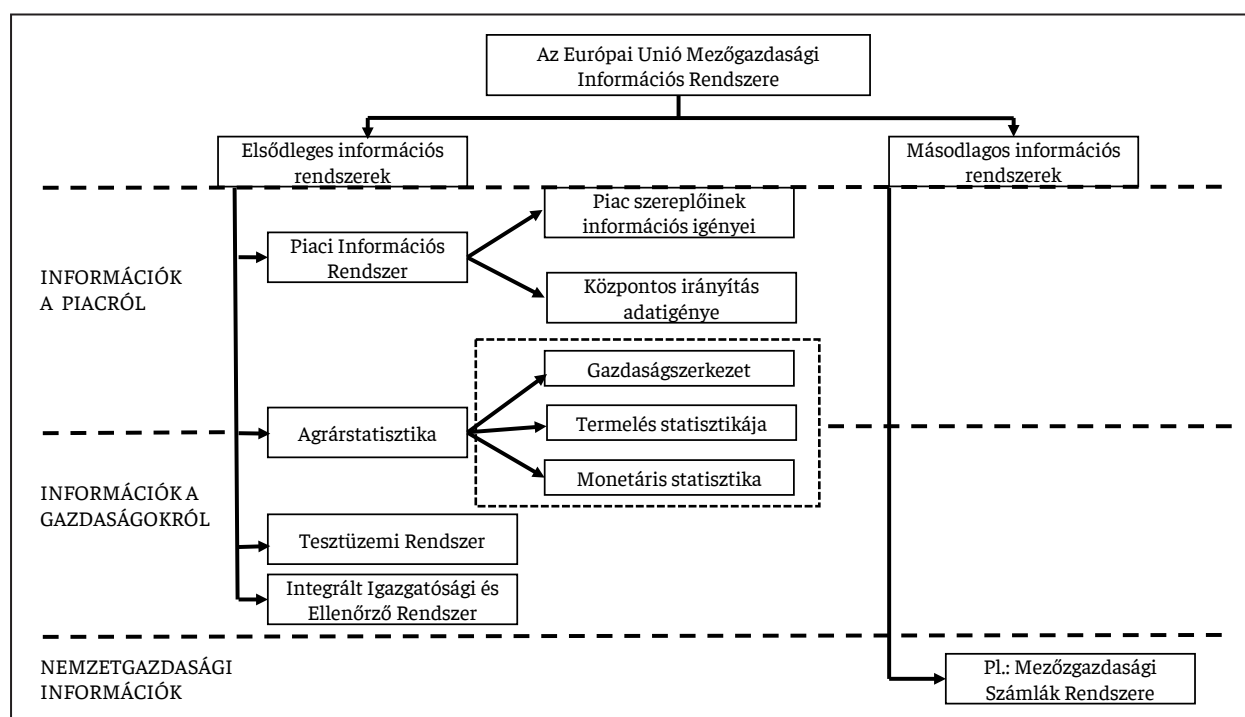 Az Európai Unió Mezőgazdasági
Információs Rendszere
Elsődleges információs
rendszerek
Másodlagos információs
rendszerek
INFORMÁCIÓK
A PIACRÓL
Piaci Információs
Rendszer
Piac szereplőinek
információs igényei
Központos irányítás
adatigénye
Agrárstatisztika
Gazdaságszerkezet
Termelés statisztikája
Monetáris statisztika
INFORMÁCIÓK A
GAZDASÁGOKRÓL
Tesztüzemi Rendszer
Integrált Igazgatósági és
Ellenőrző Rendszer
NEMZETGAZDASÁGI
INFORMÁCIÓK
Pl.: Mezőzgazdasági
Számlák Rendszere